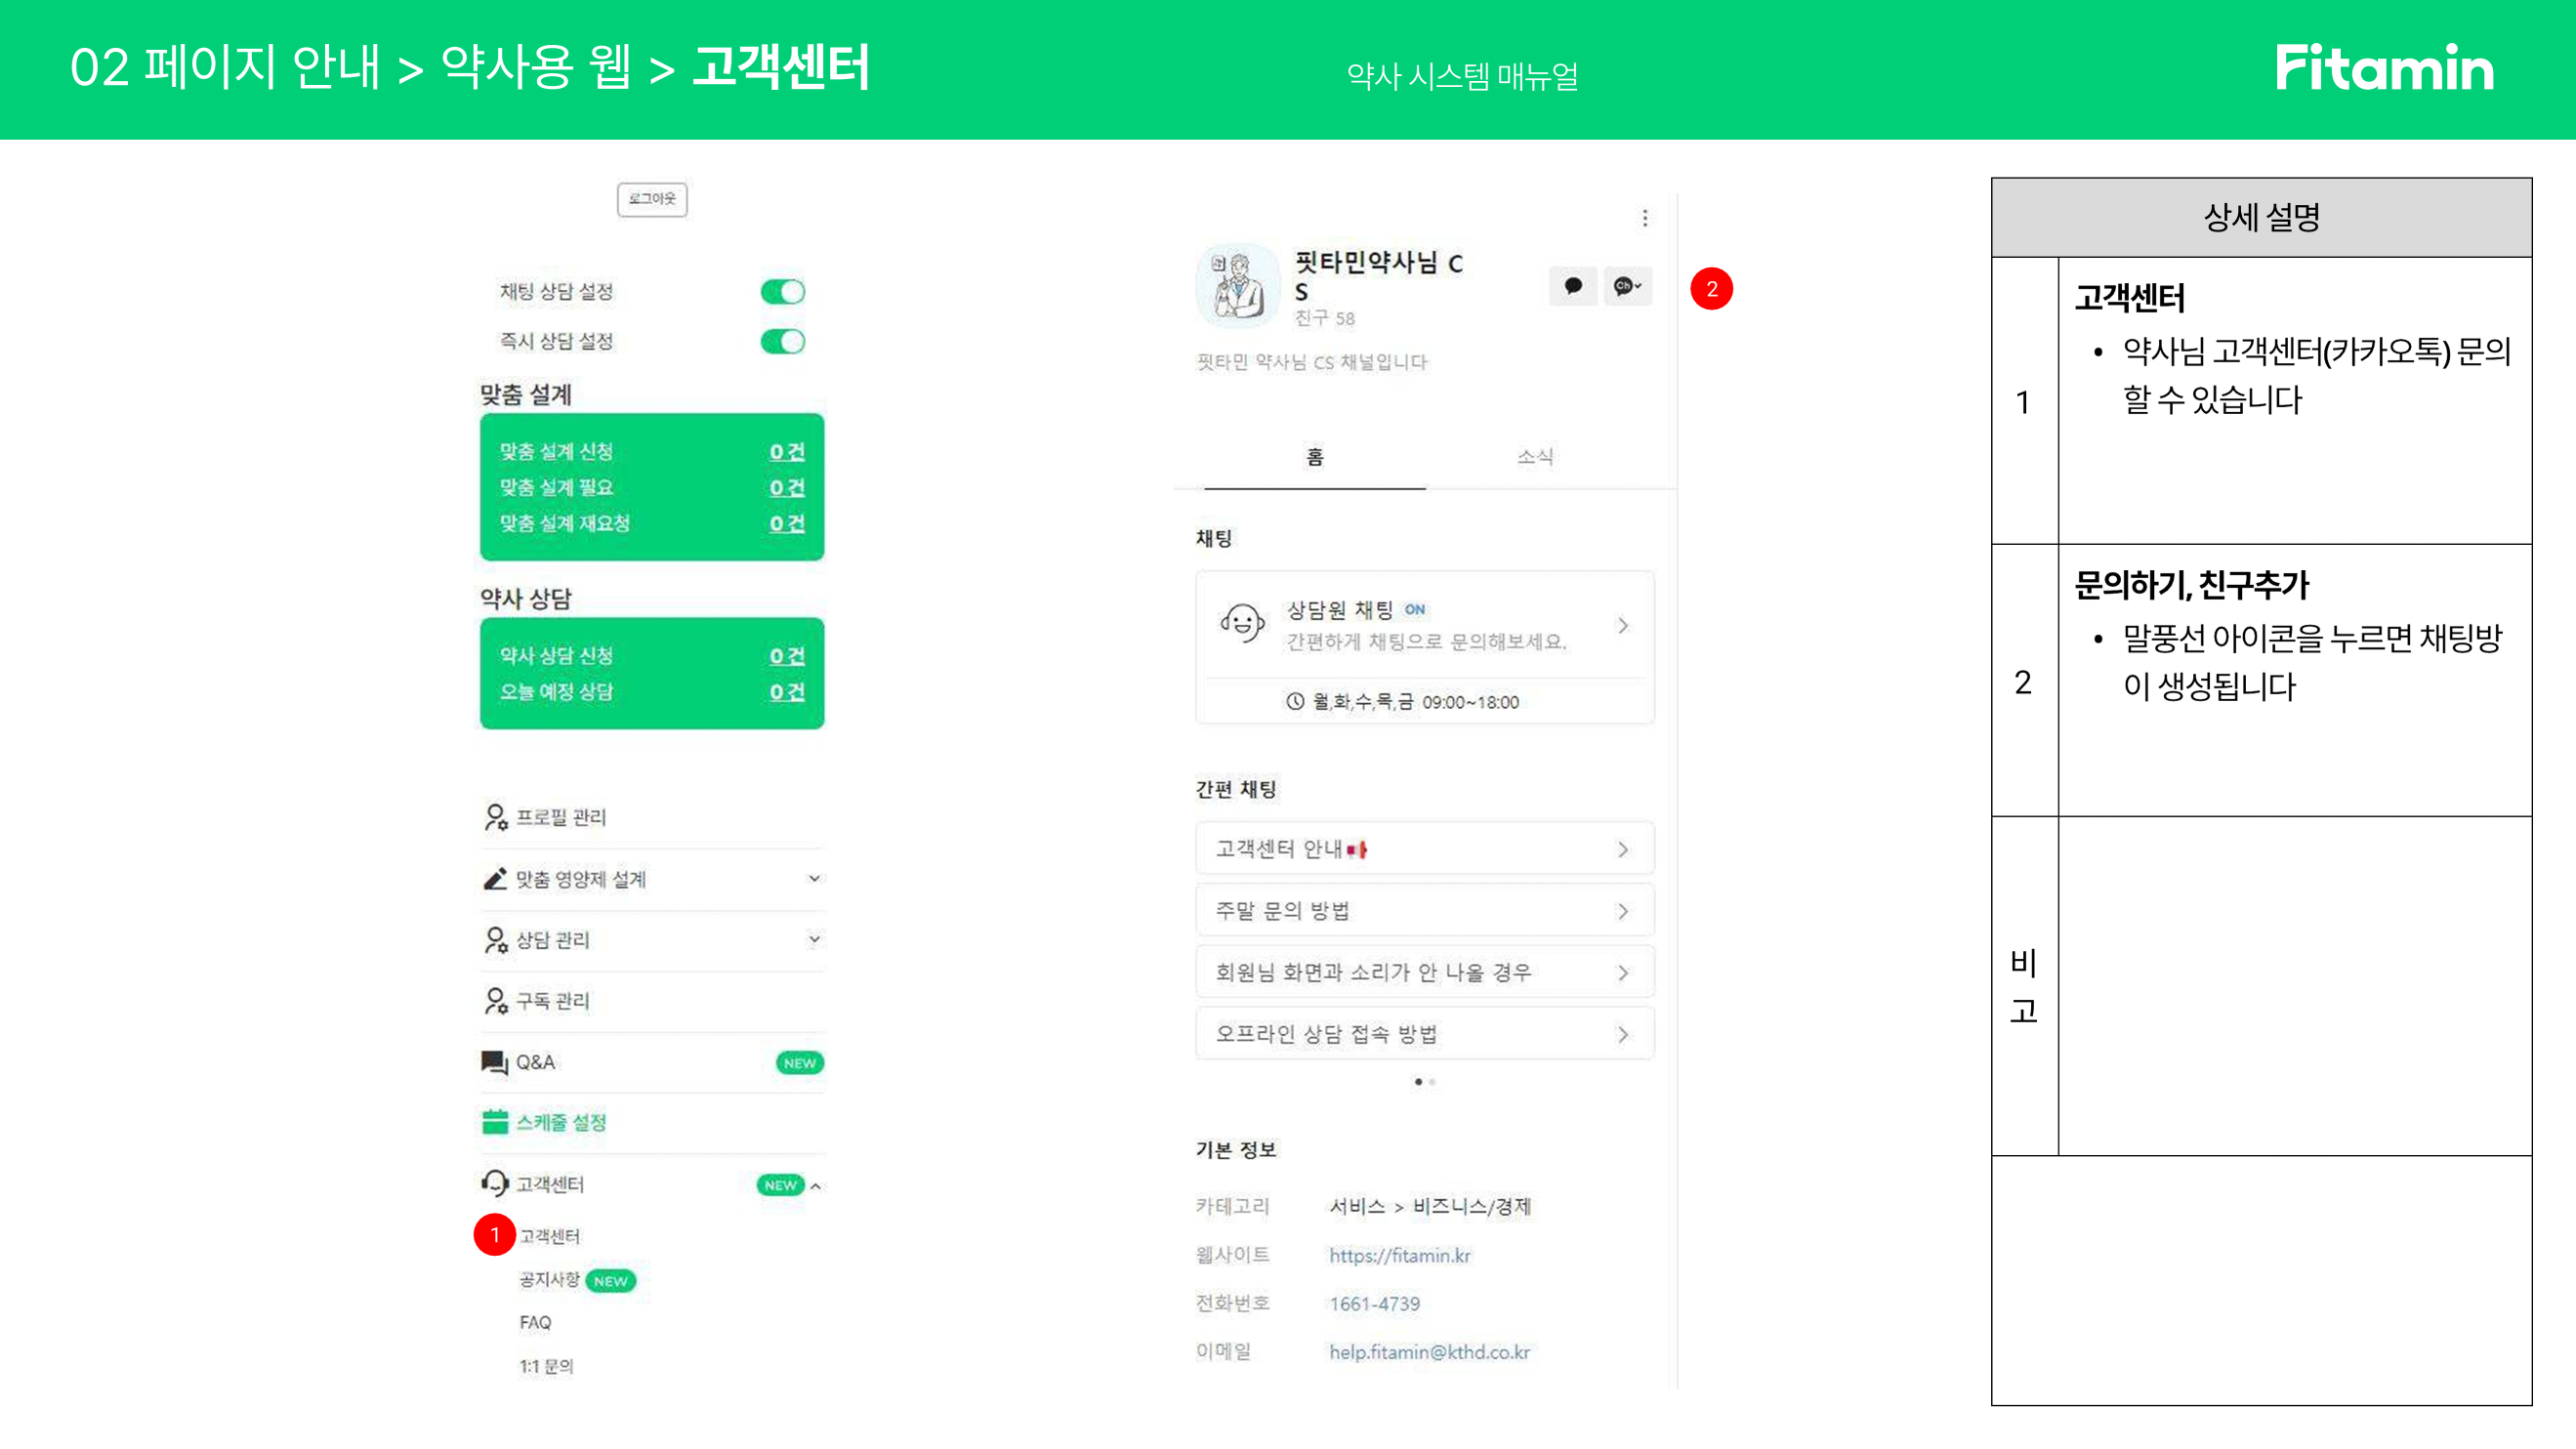 02 페이지 안내 > 약사용 웹 > 고객센터
약사 시스템 매뉴얼
Fitamin
로그아웃
채팅 상담 설정
즉시 상담 설정
맞춤 설계
맞춤 설계 신청 0 건
맞춤 설계 필요 0 건
맞춤 설계 재요청 0 건
약사 상담
약사 상담 신청 0 건
오늘 예정 상담 0 건
프로필 관리
맞춤 영양제 설계
상담 관리
구독 관리
Q&A NEW
스케줄 설정
고객센터 NEW
1 고객센터
공지사항 NEW
FAQ
1:1 문의
핏타민약사님 C
S
친구 58
Ch
2
핏타민 약사님 CS 채널입니다
홈 소식
채팅
상담원 채팅 ON
간편하게 채팅으로 문의해보세요.
월,화,수,목,금 09:00~18:00
간편 채팅
고객센터 안내
주말 문의 방법
회원님 화면과 소리가 안 나올 경우
오프라인 상담 접속 방법
기본 정보
카테고리 서비스 > 비즈니스/경제
웹사이트 https://fitamin.kr
전화번호 1661-4739
이메일 help.fitamin@kthd.co.kr
상세 설명
1
고객센터
• 약사님 고객센터(카카오톡) 문의
할 수 있습니다
2
문의하기, 친구추가
• 말풍선 아이콘을 누르면 채팅방
이 생성됩니다
비
고